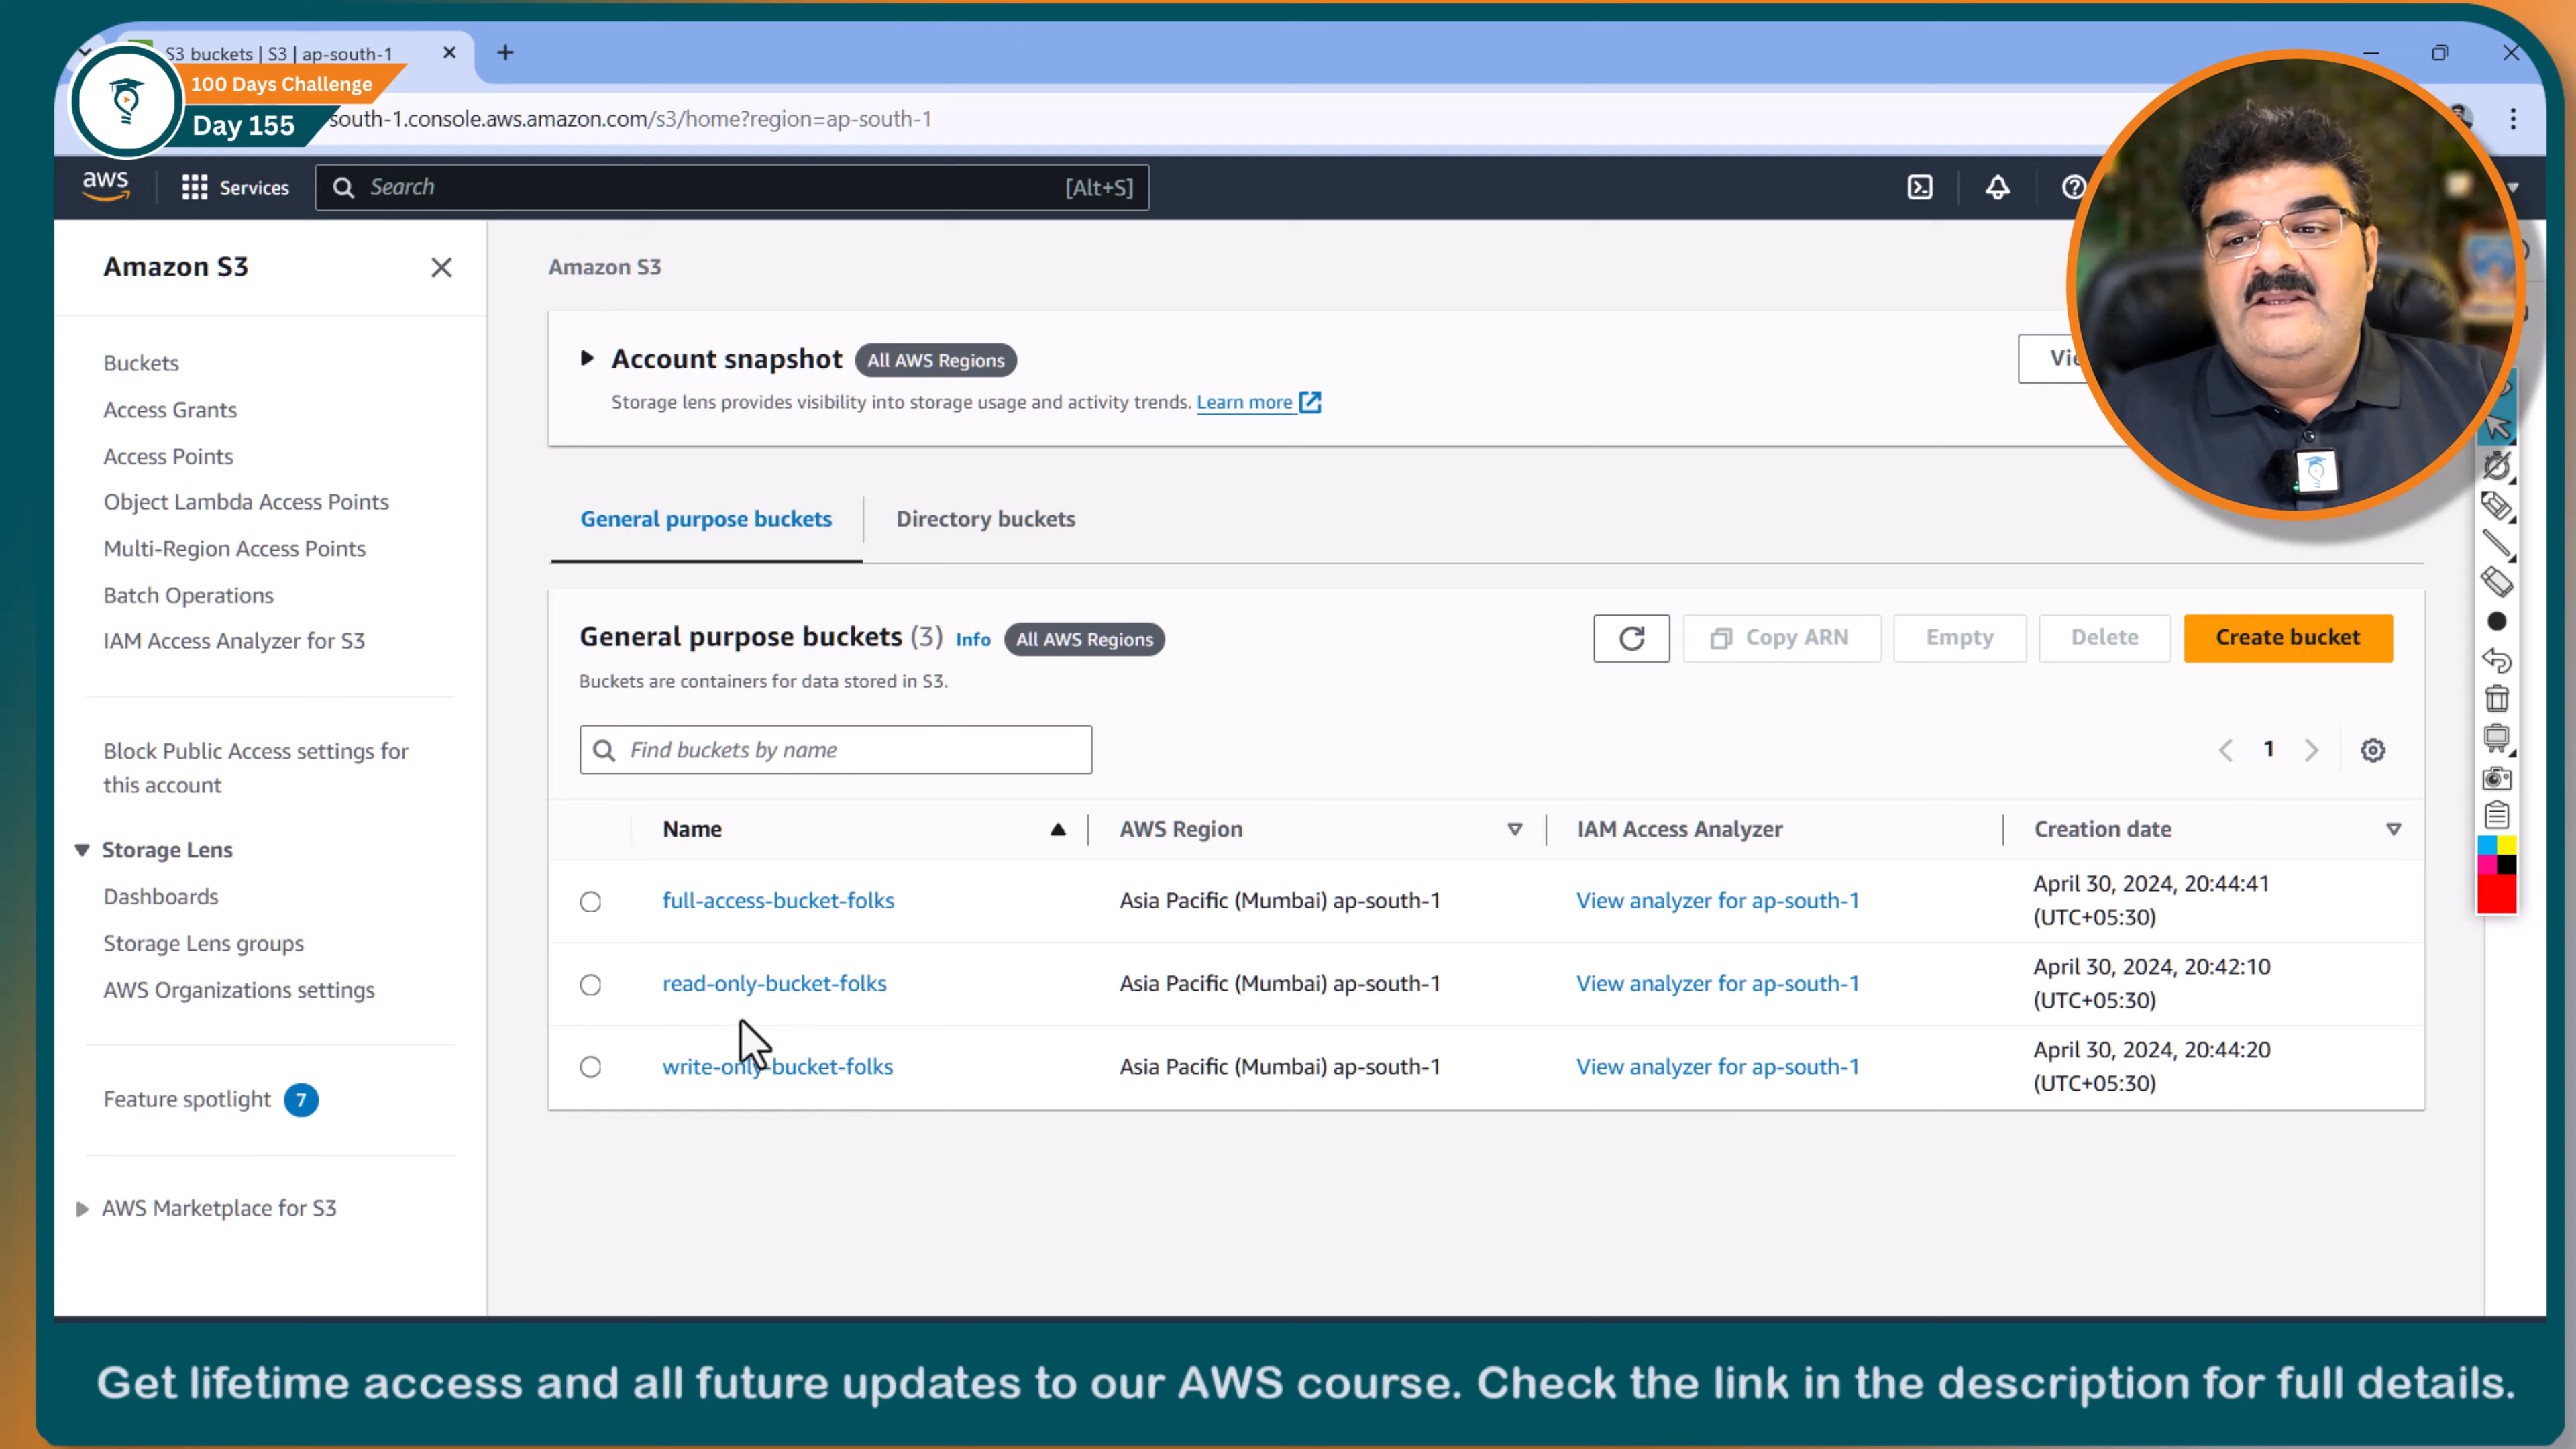 S3 buckets | S3 | ap-south-1
100 Days Challenge
Day 155
south-1.console.aws.amazon.com/s3/home?region=ap-south-1
aws
Services
Search
[Alt+S]
Amazon S3
Buckets
Access Grants
Access Points
Object Lambda Access Points
Multi-Region Access Points
Batch Operations
IAM Access Analyzer for S3
Block Public Access settings for
this account
Storage Lens
Dashboards
Storage Lens groups
AWS Organizations settings
Feature spotlight 7
AWS Marketplace for S3
Amazon S3
Account snapshot All AWS Regions
Storage lens provides visibility into storage usage and activity trends. Learn more
General purpose buckets
Directory buckets
General purpose buckets (3) Info All AWS Regions
Buckets are containers for data stored in S3.
Copy ARN
Empty
Delete
Create bucket
Find buckets by name
1
Name AWS Region IAM Access Analyzer Creation date
full-access-bucket-folks Asia Pacific (Mumbai) ap-south-1 View analyzer for ap-south-1 April 30, 2024, 20:44:41
(UTC+05:30)
read-only-bucket-folks Asia Pacific (Mumbai) ap-south-1 View analyzer for ap-south-1 April 30, 2024, 20:42:10
(UTC+05:30)
write-only-bucket-folks Asia Pacific (Mumbai) ap-south-1 View analyzer for ap-south-1 April 30, 2024, 20:44:20
(UTC+05:30)
Get lifetime access and all future updates to our AWS course. Check the link in the description for full details.